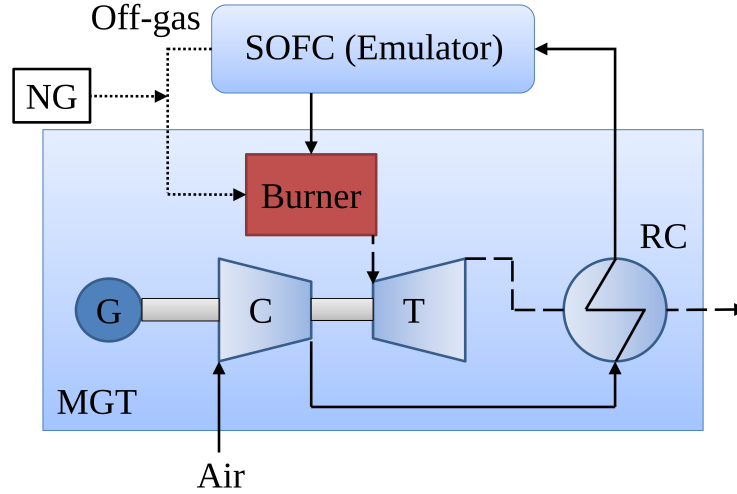 Off-gas
SOFC (Emulator)
NG
Burner
RC
G
C
T
MGT
Air